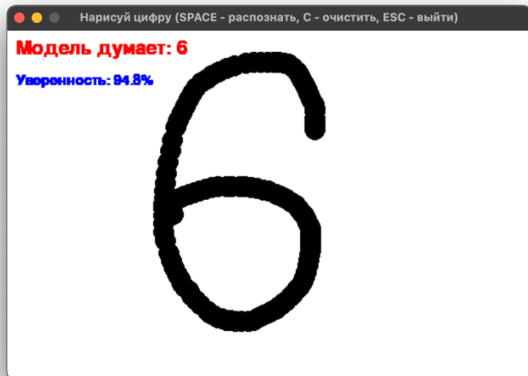 Нарисуй цифру (SPACE - распознать, C - очистить, ESC - выйти)
Модель думает: 6
Уверенность: 94.8%
6